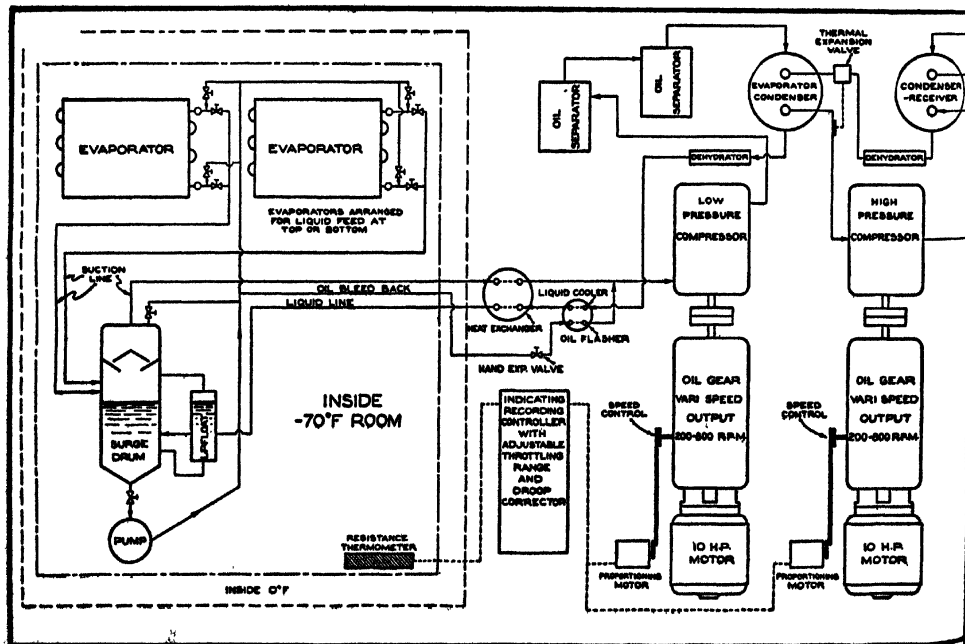 EVAPORATOR
EVAPORATOR
EVAPORATORS ARRANGED
FOR LIQUID FEED AT
TOP OR BOTTOM
SUCTION
LINE
OIL BLEED BACK
LIQUID LINE
SURGE
DRUM
L.P. FLOAT
PUMP
INSIDE
-70°F ROOM
RESISTANCE
THERMOMETER
INSIDE 0°F
OIL
SEPARATOR
OIL
SEPARATOR
EVAPORATOR
CONDENSER
THERMAL
EXPANSION
VALVE
CONDENSER
-RECEIVER
DEHYDRATOR
DEHYDRATOR
LOW
PRESSURE
COMPRESSOR
HIGH
PRESSURE
COMPRESSOR
HEAT EXCHANGER
LIQUID COOLER
OIL FLASHER
HAND EXP. VALVE
INDICATING
RECORDING
CONTROLLER
WITH
ADJUSTABLE
THROTTLING
RANGE
AND
DROOP
CORRECTOR
SPEED
CONTROL
OIL GEAR
VARI SPEED
OUTPUT
200-600 R.P.M.
SPEED
CONTROL
OIL GEAR
VARI SPEED
OUTPUT
200-600 R.P.M.
PROPORTIONING
MOTOR
10 H.P.
MOTOR
PROPORTIONING
MOTOR
10 H.P.
MOTOR